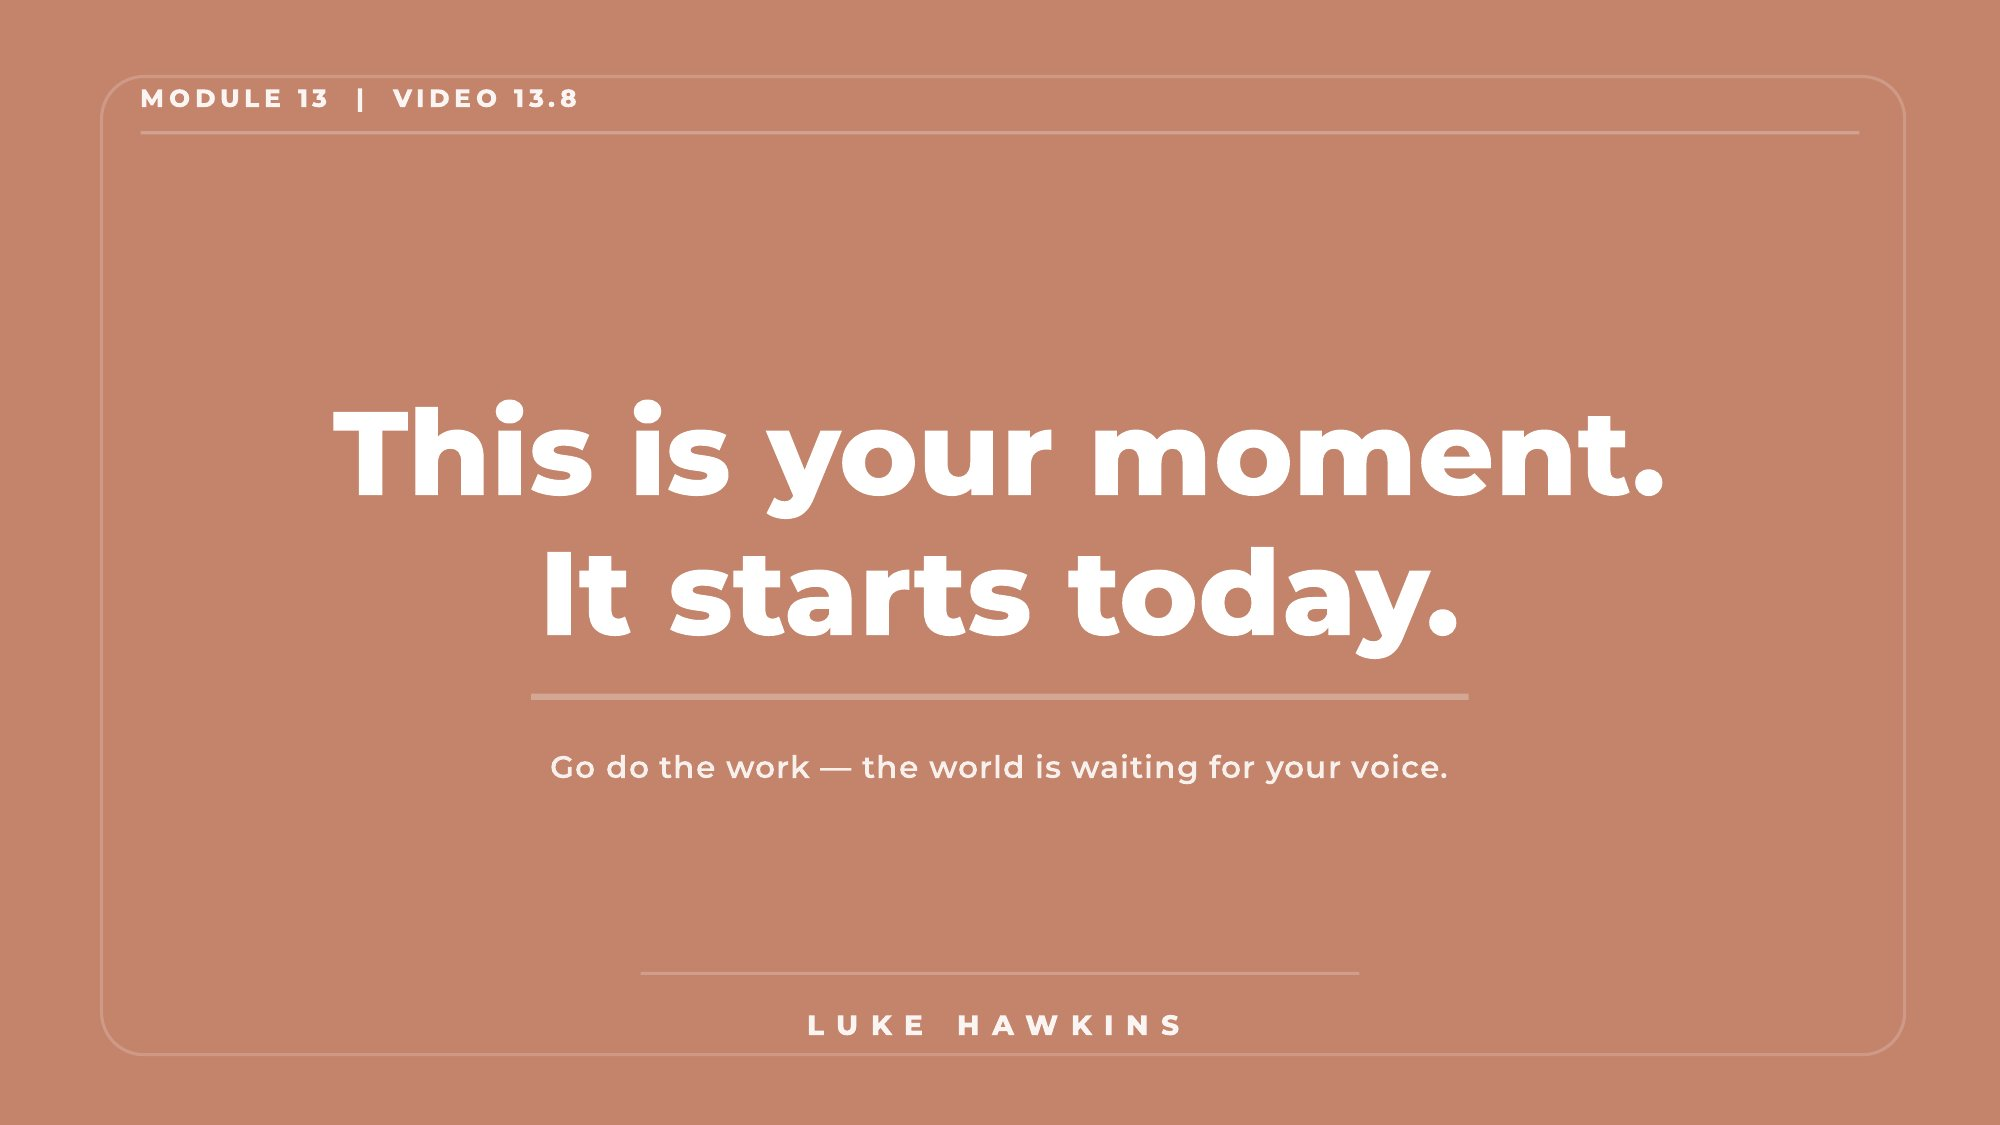 MODULE 13 | VIDEO 13.8
This is your moment.
It starts today.
Go do the work — the world is waiting for your voice.
LUKE HAWKINS